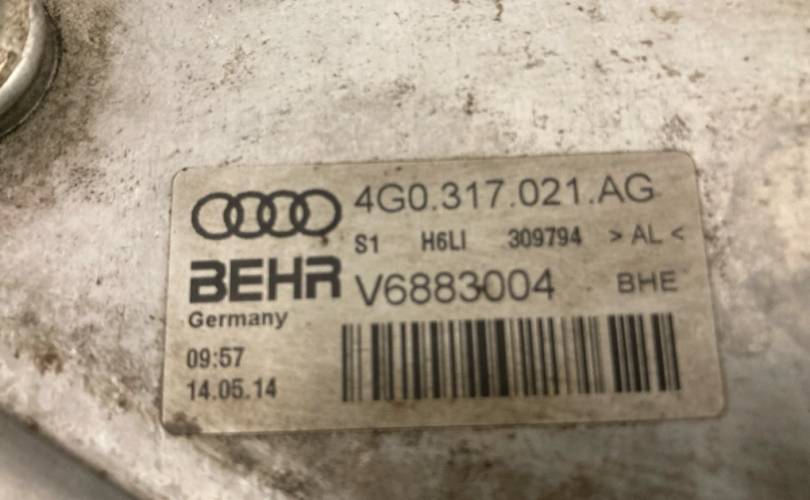 4G0.317.021.AG
S1 H6LI 309794 > AL <
BEHR V6883004 BHE
Germany
09:57
14.05.14